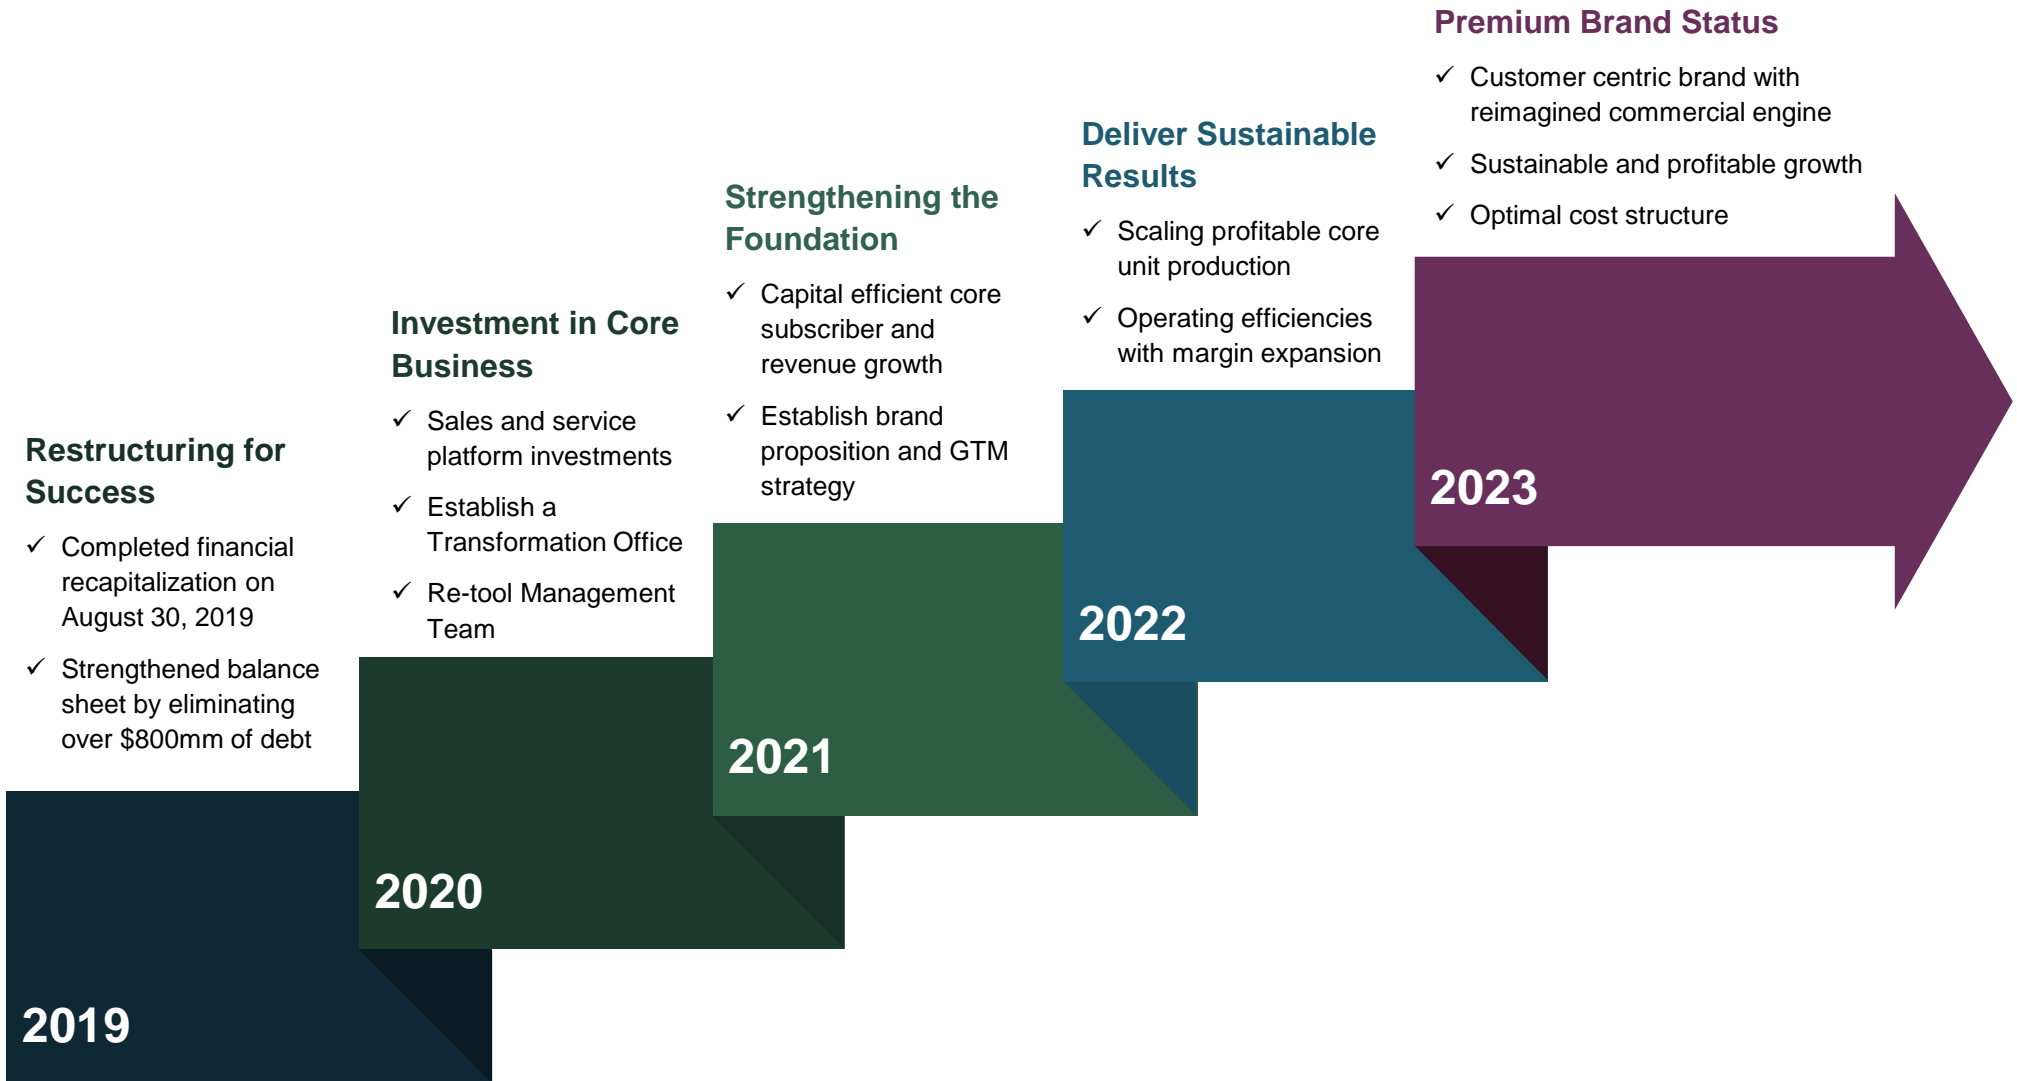 Restructuring for
Success
✓ Completed financial
recapitalization on
August 30, 2019
✓ Strengthened balance
sheet by eliminating
over $800mm of debt
2019
Investment in Core
Business
✓ Sales and service
platform investments
✓ Establish a
Transformation Office
✓ Re-tool Management
Team
2020
Strengthening the
Foundation
✓ Capital efficient core
subscriber and
revenue growth
✓ Establish brand
proposition and GTM
strategy
2021
Deliver Sustainable
Results
✓ Scaling profitable core
unit production
✓ Operating efficiencies
with margin expansion
2022
Premium Brand Status
✓ Customer centric brand with
reimagined commercial engine
✓ Sustainable and profitable growth
✓ Optimal cost structure
2023